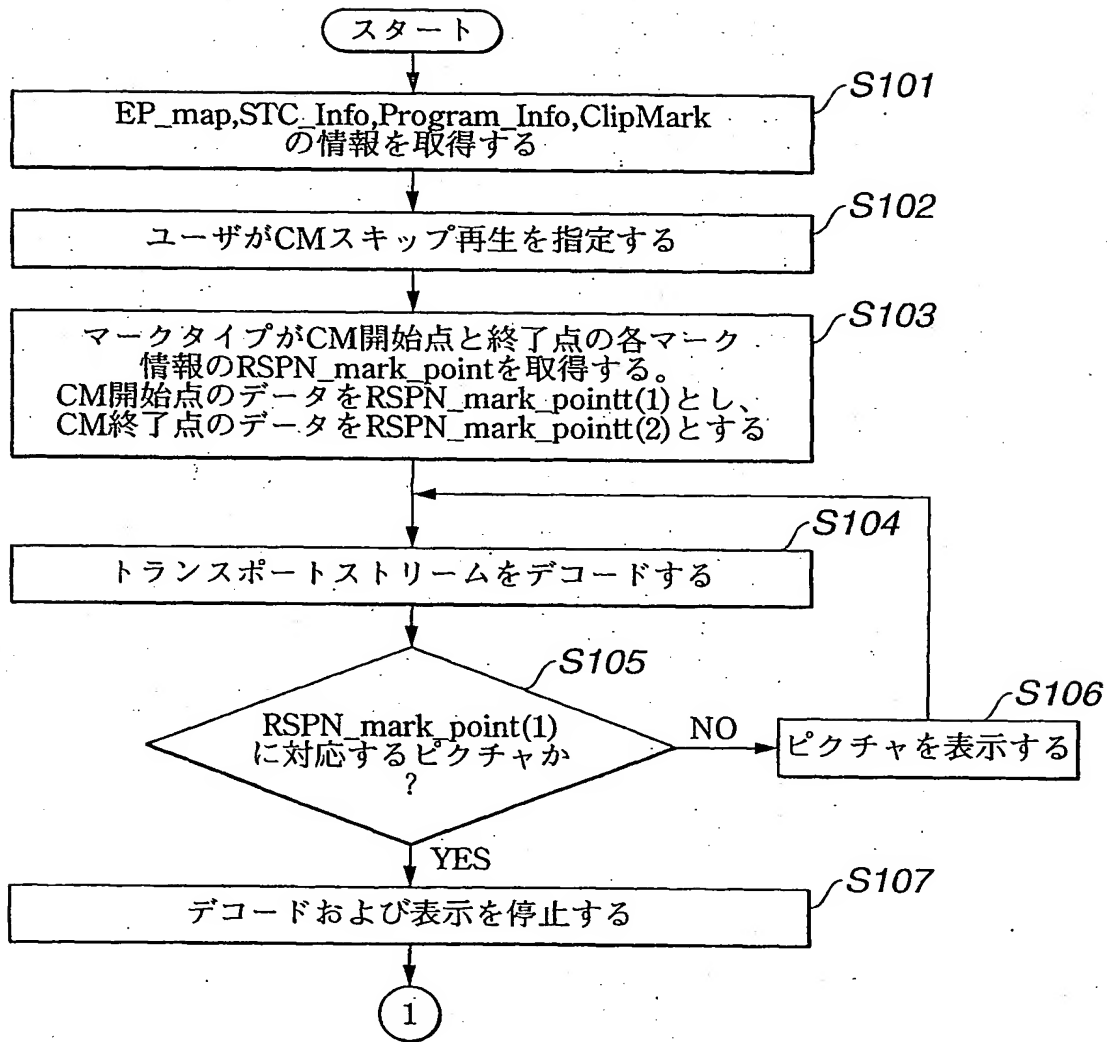 スタート
S101
EP_map,STC_Info,Program_Info,ClipMark
の情報を取得する
S102
ユーザがCMスキップ再生を指定する
S103
マークタイプがCM開始点と終了点の各マーク
情報のRSPN_mark_pointを取得する。
CM開始点のデータをRSPN_mark_pointt(1)とし、
CM終了点のデータをRSPN_mark_pointt(2)とする
S104
トランスポートストリームをデコードする
S105
RSPN_mark_point(1)
に対応するピクチャか
?
NO
S106
ピクチャを表示する
YES
S107
デコードおよび表示を停止する
1